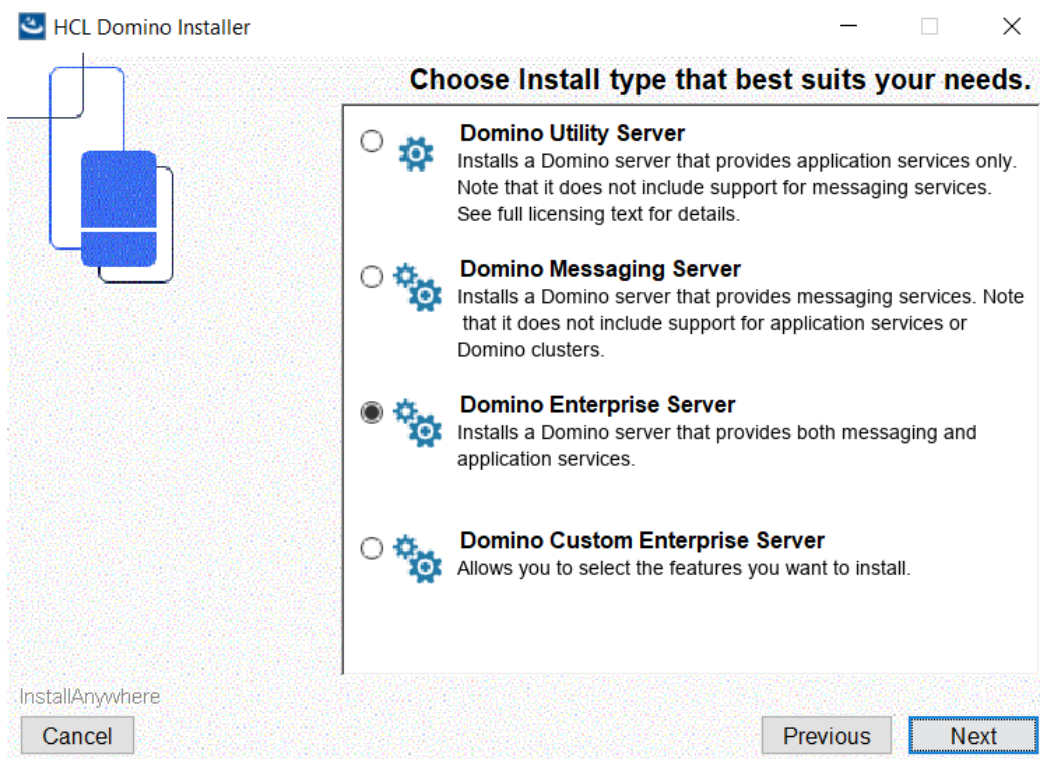 HCL Domino Installer
Choose Install type that best suits your needs.
Domino Utility Server
Installs a Domino server that provides application services only.
Note that it does not include support for messaging services.
See full licensing text for details.
Domino Messaging Server
Installs a Domino server that provides messaging services. Note
that it does not include support for application services or
Domino clusters.
Domino Enterprise Server
Installs a Domino server that provides both messaging and
application services.
Domino Custom Enterprise Server
Allows you to select the features you want to install.
InstallAnywhere
Cancel
Previous
Next